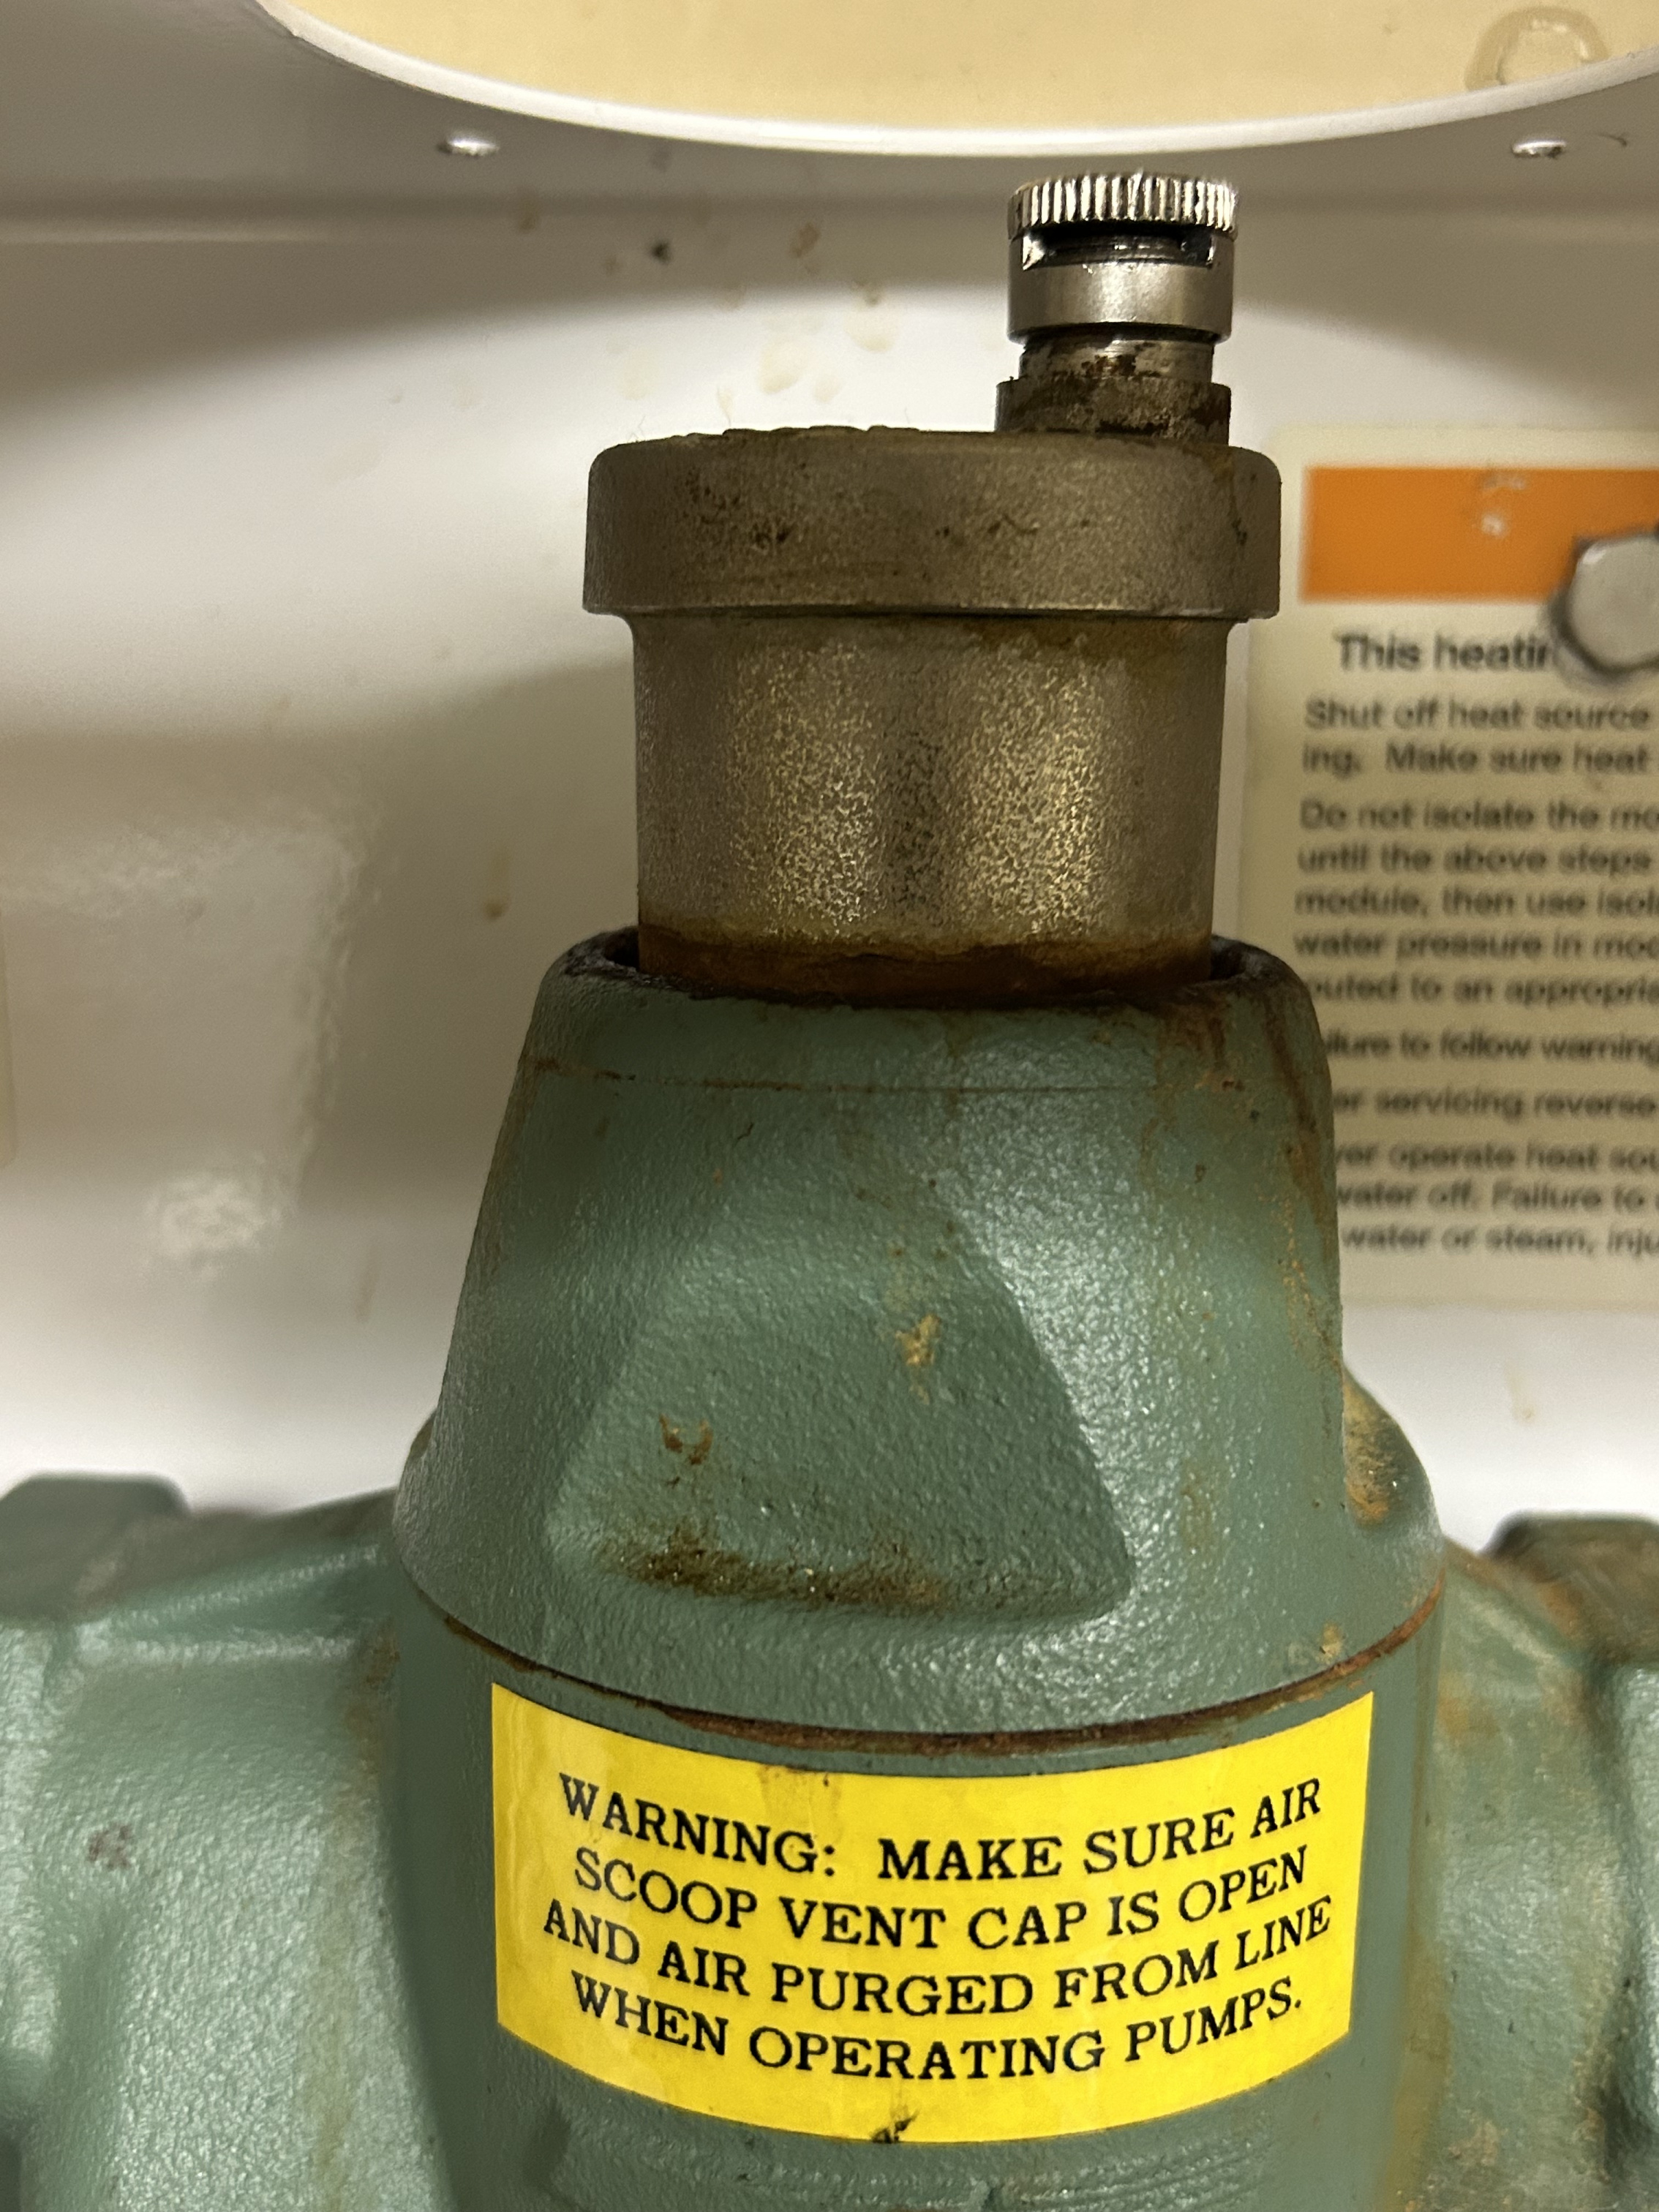 This heatin
Shut off heat source
ing. Make sure heat
Do not isolate the mo
until the above steps
module, then use isol
water pressure in mod
outed to an appropria
ilure to follow warning
er servicing reverse
ver operate heat sou
water off. Failure to
water or steam, inju
WARNING: MAKE SURE AIR
SCOOP VENT CAP IS OPEN
AND AIR PURGED FROM LINE
WHEN OPERATING PUMPS.